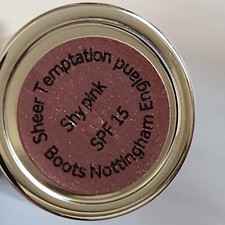 Sheer Temptation
Shy pink
SPF 15
Boots Nottingham England